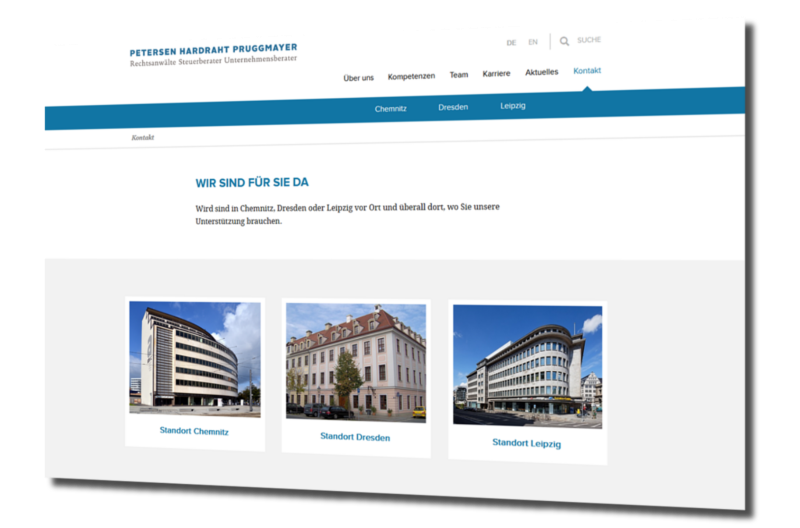 PETERSEN HARDRAHT PRUGGMAYER
Rechtsanwälte Steuerberater Unternehmensberater
DE EN SUCHE
Über uns Kompetenzen Team Karriere Aktuelles Kontakt
Chemnitz Dresden Leipzig
Kontakt
WIR SIND FÜR SIE DA
Wird sind in Chemnitz, Dresden oder Leipzig vor Ort und überall dort, wo Sie unsere
Unterstützung brauchen.
Standort Chemnitz
Standort Dresden
Standort Leipzig